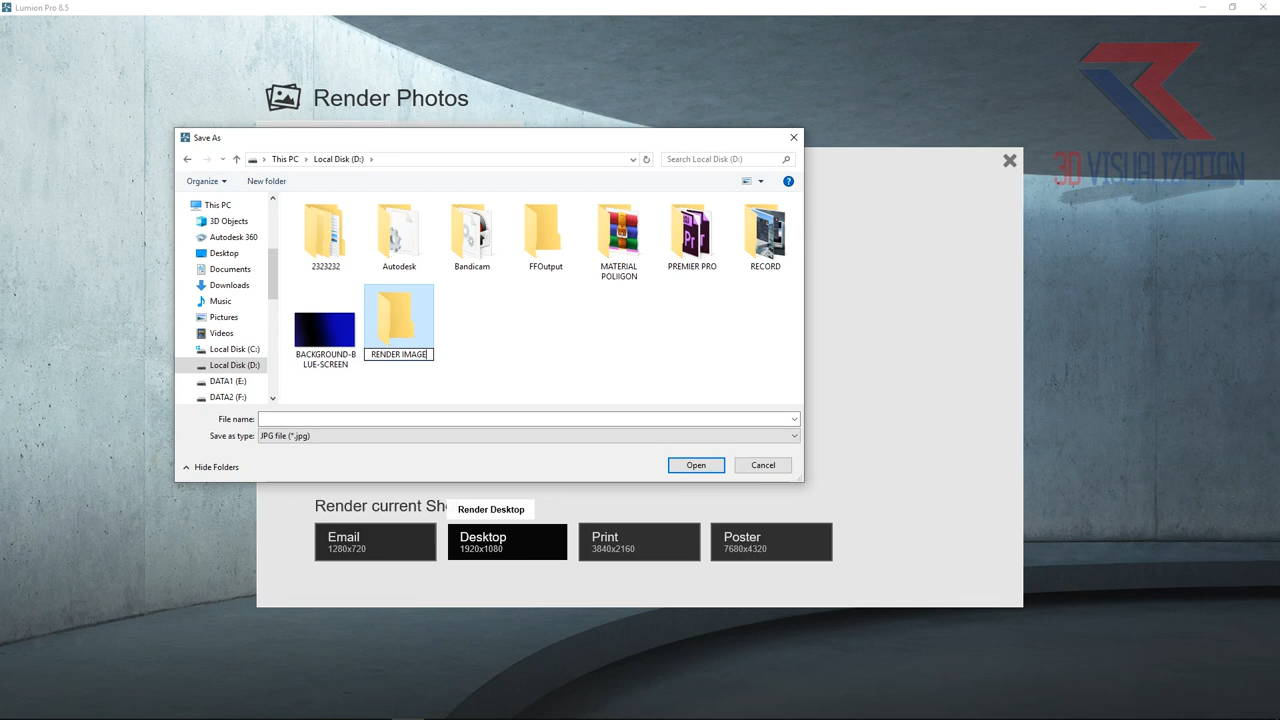 Lumion Pro 8.5
Render Photos
3D VISUALIZATION
Save As
This PC
Local Disk (D:)
Search Local Disk (D:)
Organize
New folder
This PC
3D Objects
Autodesk 360
Desktop
Documents
Downloads
Music
Pictures
Videos
Local Disk (C:)
Local Disk (D:)
DATA1 (E:)
DATA2 (F:)
2323232
Autodesk
Bandicam
FFOutput
MATERIAL
POLIIGON
PREMIER PRO
RECORD
BACKGROUND-B
LUE-SCREEN
RENDER IMAGE
File name:
Save as type:
JPG file (*.jpg)
Hide Folders
Open
Cancel
Render current Sh
Render Desktop
Email
1280x720
Desktop
1920x1080
Print
3840x2160
Poster
7680x4320